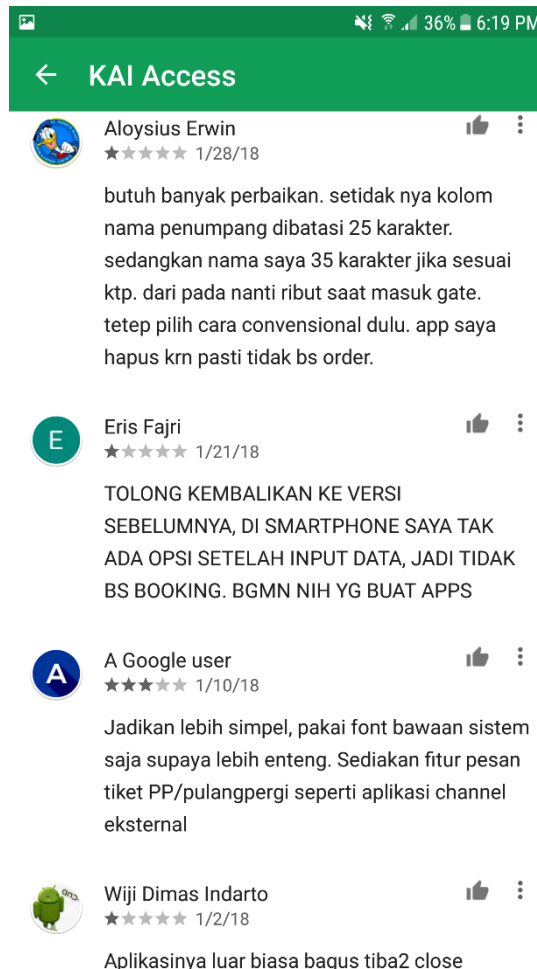 36% 6:19 PM
KAI Access
Aloysius Erwin
1/28/18
butuh banyak perbaikan. setidak nya kolom
nama penumpang dibatasi 25 karakter.
sedangkan nama saya 35 karakter jika sesuai
ktp. dari pada nanti ribut saat masuk gate.
tetep pilih cara convensional dulu. app saya
hapus krn pasti tidak bs order.
E
Eris Fajri
1/21/18
TOLONG KEMBALIKAN KE VERSI
SEBELUMNYA, DI SMARTPHONE SAYA TAK
ADA OPSI SETELAH INPUT DATA, JADI TIDAK
BS BOOKING. BGMN NIH YG BUAT APPS
A
A Google user
1/10/18
Jadikan lebih simpel, pakai font bawaan sistem
saja supaya lebih enteng. Sediakan fitur pesan
tiket PP/pulangpergi seperti aplikasi channel
eksternal
Wiji Dimas Indarto
1/2/18
Aplikasinya luar biasa bagus tiba2 close